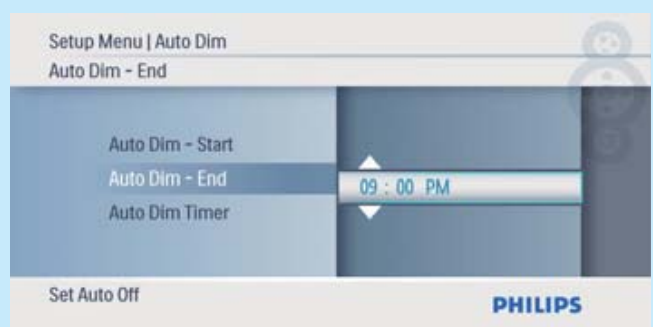 Setup Menu | Auto Dim
Auto Dim - End
Auto Dim - Start
Auto Dim - End
09 : 00 PM
Auto Dim Timer
Set Auto Off
PHILIPS